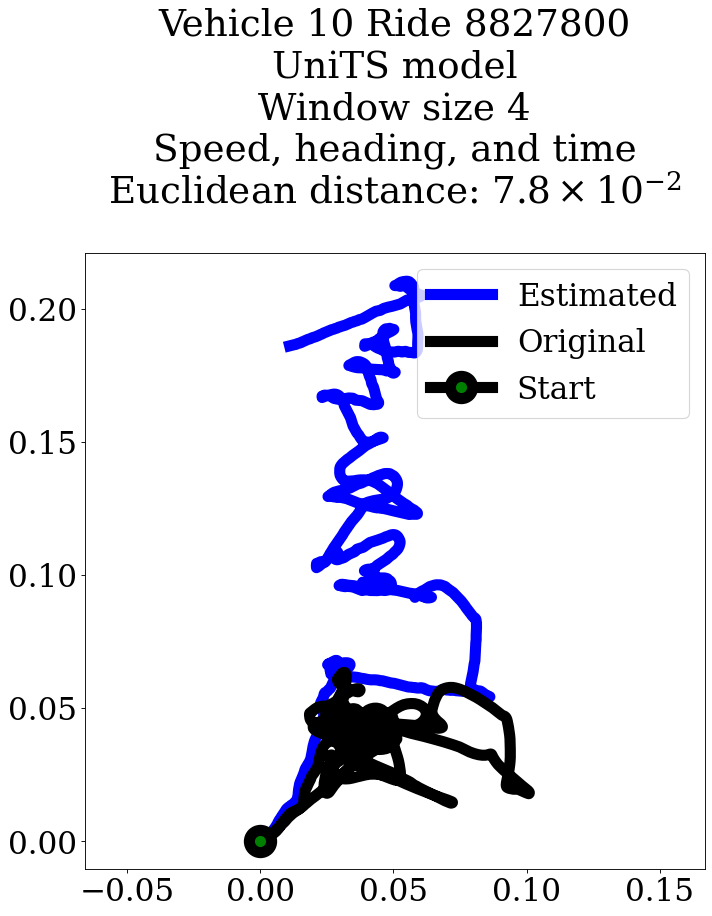 Vehicle 10 Ride 8827800
UniTS model
Window size 4
Speed, heading, and time
Euclidean distance: 7.8 × 10⁻²
Estimated
Original
Start
0.20
0.15
0.10
0.05
0.00
−0.05 0.00 0.05 0.10 0.15